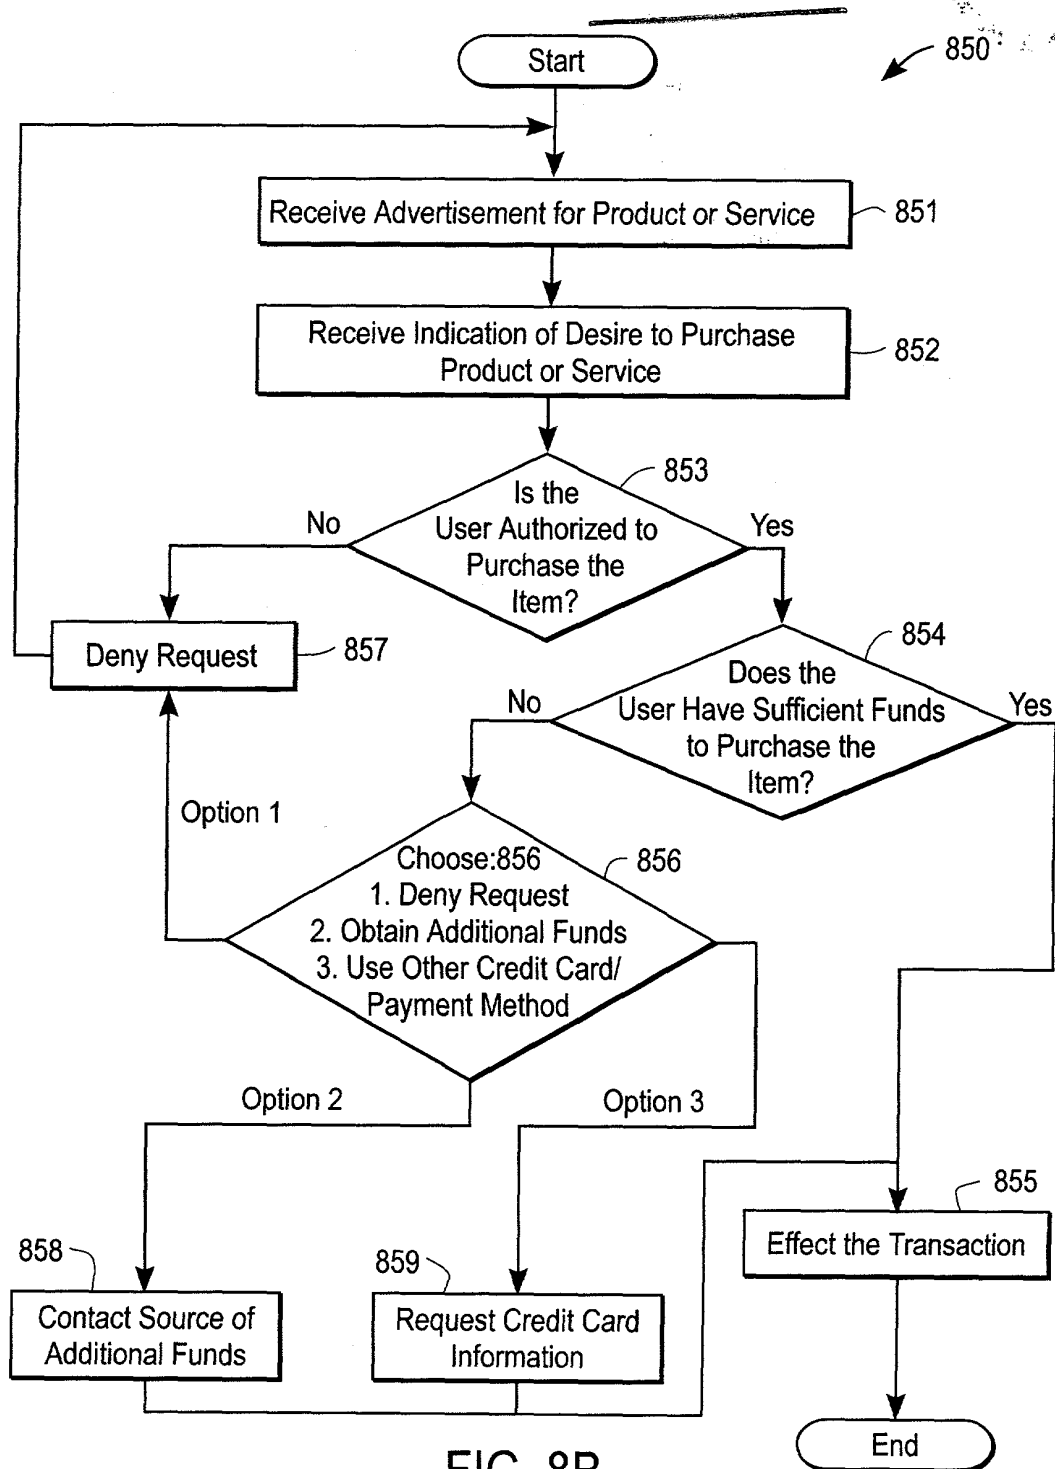 Start
850
Receive Advertisement for Product or Service
851
Receive Indication of Desire to Purchase
Product or Service
852
853
Is the
User Authorized to
Purchase the
Item?
No
Yes
Deny Request
857
854
Does the
User Have Sufficient Funds
to Purchase the
Item?
No
Yes
Option 1
Choose:856
1. Deny Request
2. Obtain Additional Funds
3. Use Other Credit Card/
Payment Method
856
Option 2
Option 3
855
Effect the Transaction
858
Contact Source of
Additional Funds
859
Request Credit Card
Information
End
FIG. 8B